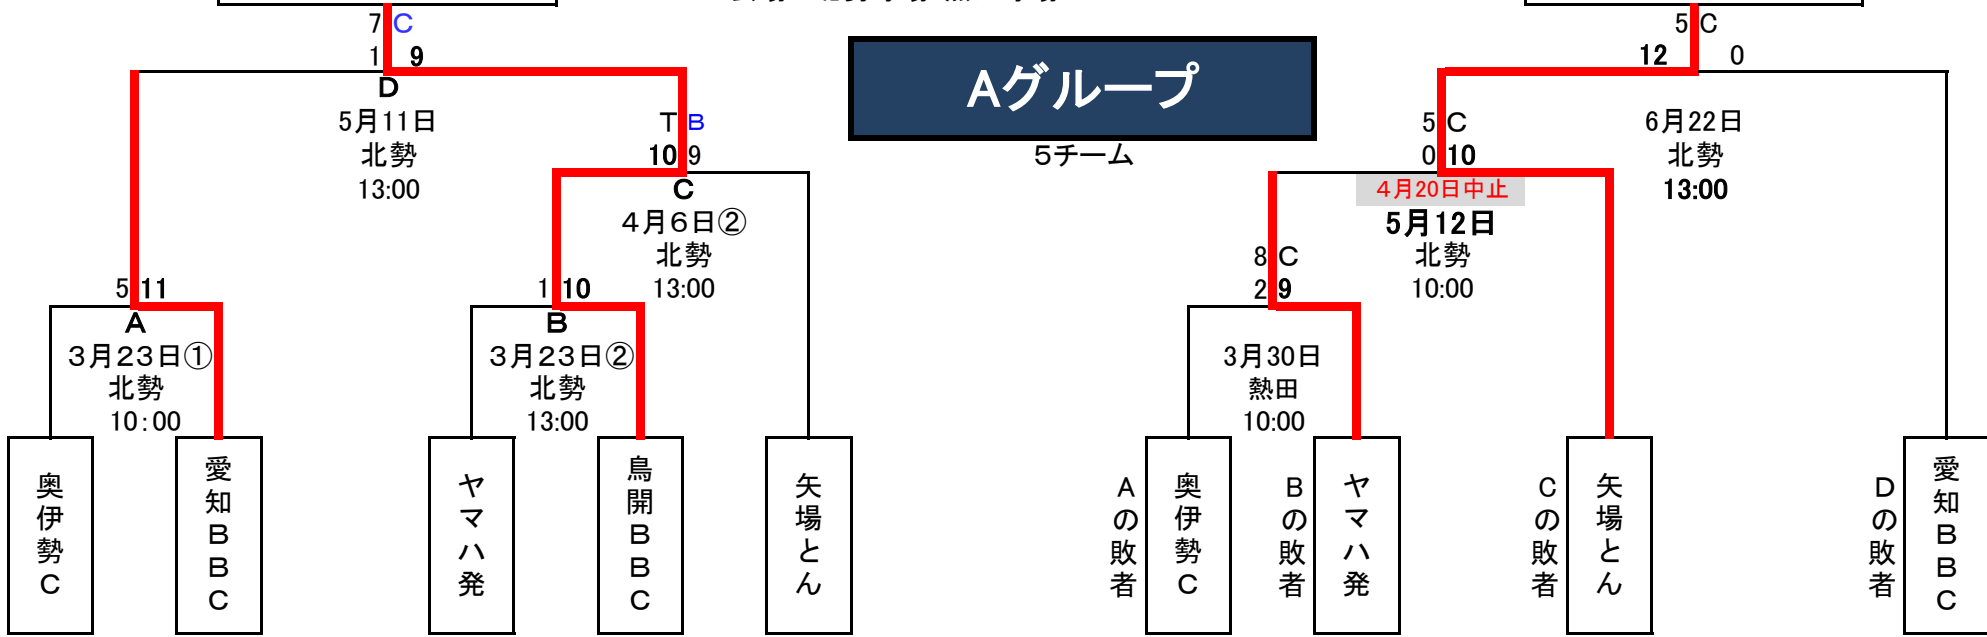 7 C
1 9
D
5月11日
北勢
13:00
T B
10 9
C
4月6日②
北勢
13:00
5 11
A
3月23日①
北勢
10:00
1 10
B
3月23日②
北勢
13:00
奥伊勢C
愛知BBC
ヤマハ発
鳥開BBC
矢場とん
Aグループ
5チーム
5 C
12 0
6月22日
北勢
13:00
5 C
0 10
4月20日中止
5月12日
北勢
10:00
8 C
2 9
3月30日
熱田
10:00
Aの敗者
奥伊勢C
Bの敗者
ヤマハ発
Cの敗者
矢場とん
Dの敗者
愛知BBC